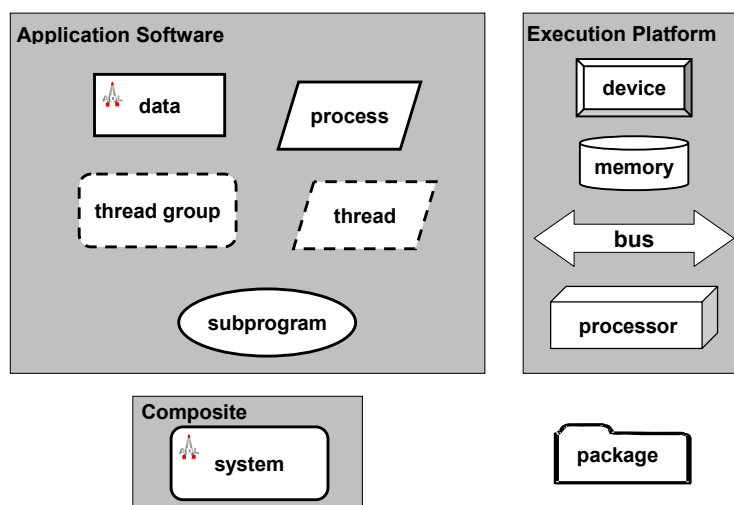 Application Software
Execution Platform
data
process
device
memory
thread group
thread
bus
subprogram
processor
Composite
system
package